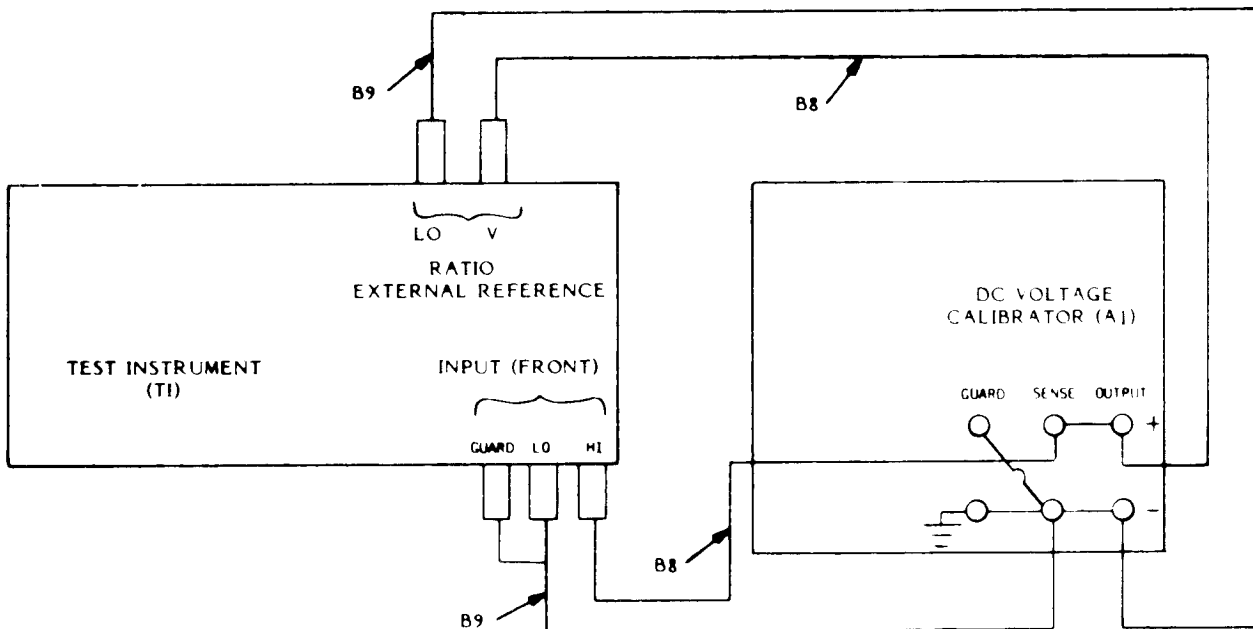 B9
B8
LO V
RATIO
EXTERNAL REFERENCE
DC VOLTAGE
CALIBRATOR (A1)
TEST INSTRUMENT
(TI)
INPUT (FRONT)
GUARD SENSE OUTPUT
+
GUARD LO HI
-
B8
B9